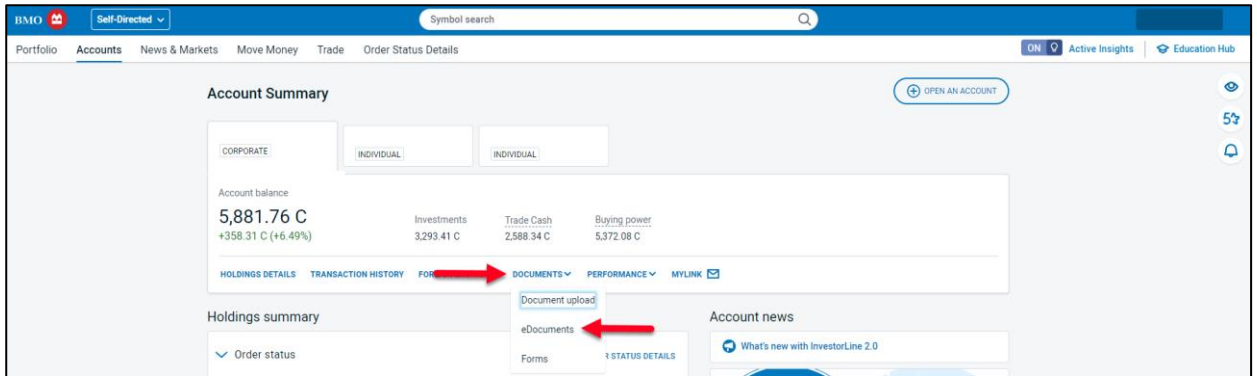 BMO Self-Directed Symbol search
Portfolio Accounts News & Markets Move Money Trade Order Status Details ON Active Insights Education Hub
Account Summary OPEN AN ACCOUNT
CORPORATE INDIVIDUAL INDIVIDUAL
Account balance
5,881.76 C Investments Trade Cash Buying power
+358.31 C (+6.49%) 3,293.41 C 2,588.34 C 5,372.08 C
HOLDINGS DETAILS TRANSACTION HISTORY DOCUMENTS PERFORMANCE MYLINK
Document upload
Holdings summary Account news
eDocuments
What's new with InvestorLine 2.0
Order status Forms STATUS DETAILS